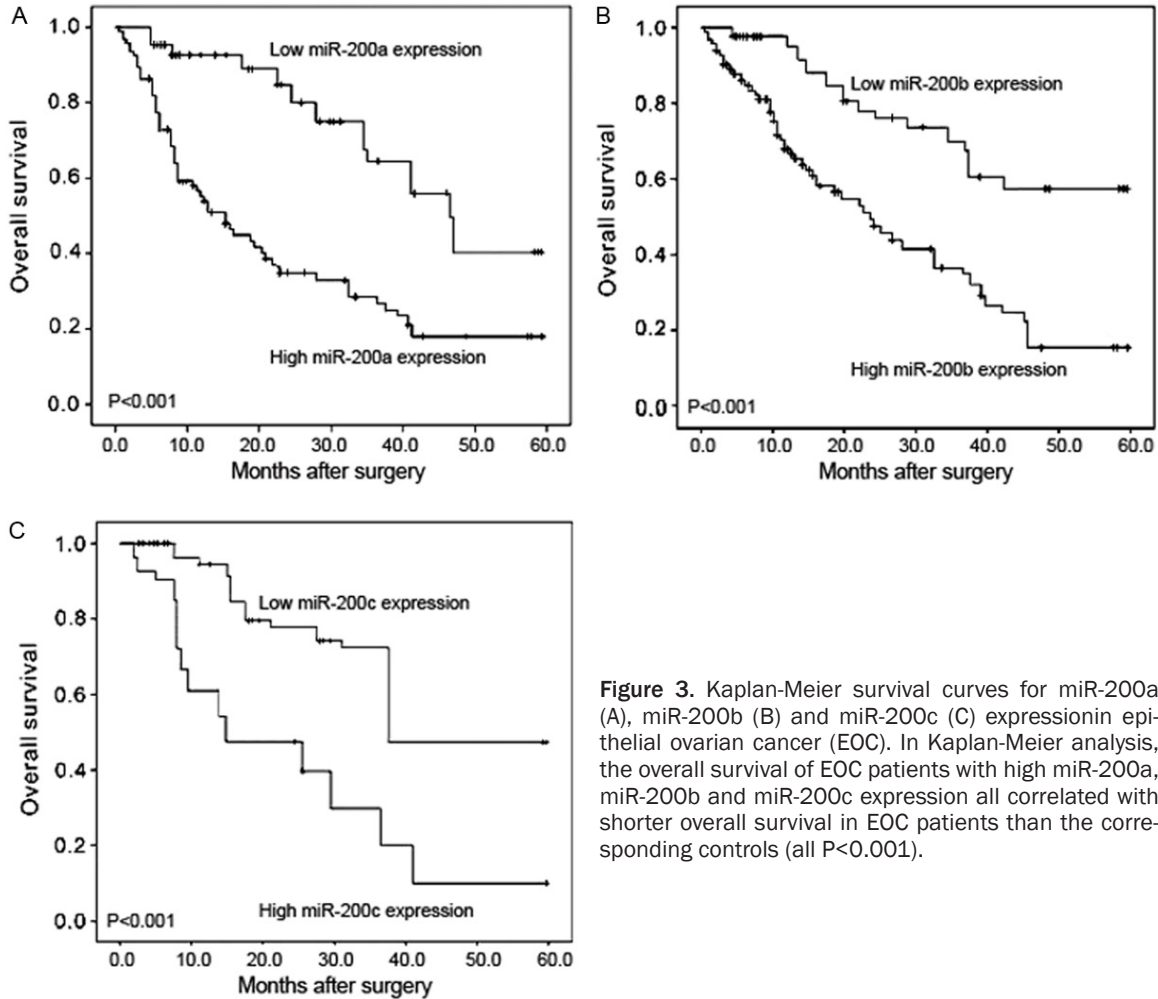 A
Overall survival
1.0
0.8
0.6
0.4
0.2
0.0
Low miR-200a expression
High miR-200a expression
P<0.001
0.0 10.0 20.0 30.0 40.0 50.0 60.0
Months after surgery
B
Overall survival
1.0
0.8
0.6
0.4
0.2
0.0
Low miR-200b expression
High miR-200b expression
P<0.001
0.0 10.0 20.0 30.0 40.0 50.0 60.0
Months after surgery
C
Overall survival
1.0
0.8
0.6
0.4
0.2
0.0
Low miR-200c expression
High miR-200c expression
P<0.001
0.0 10.0 20.0 30.0 40.0 50.0 60.0
Months after surgery
Figure 3. Kaplan-Meier survival curves for miR-200a
(A), miR-200b (B) and miR-200c (C) expressionin epi-
thelial ovarian cancer (EOC). In Kaplan-Meier analysis,
the overall survival of EOC patients with high miR-200a,
miR-200b and miR-200c expression all correlated with
shorter overall survival in EOC patients than the corre-
sponding controls (all P<0.001).